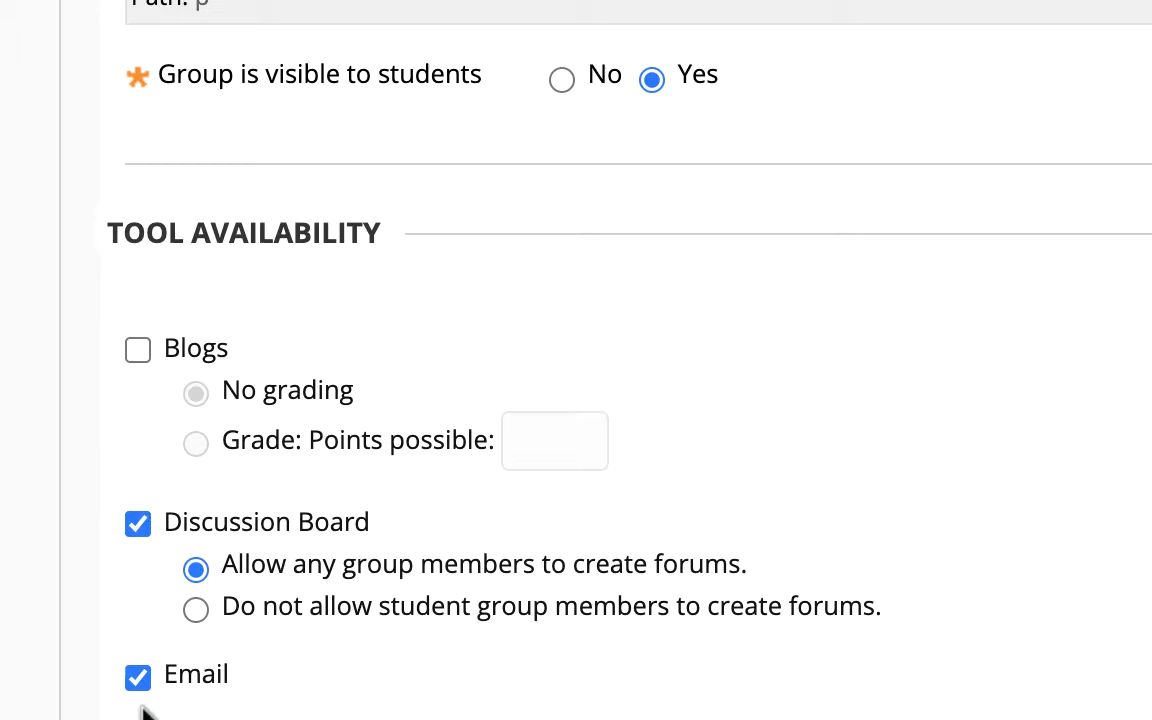 Path: p
* Group is visible to students No Yes
TOOL AVAILABILITY
Blogs
No grading
Grade: Points possible:
Discussion Board
Allow any group members to create forums.
Do not allow student group members to create forums.
Email